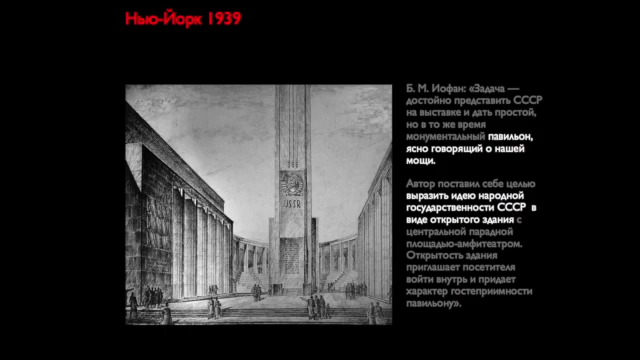 Нью-Йорк 1939
Б. М. Иофан: «Задача —
достойно представить СССР
на выставке и дать простой,
но в то же время
монументальный павильон,
ясно говорящий о нашей
мощи.
Автор поставил себе целью
выразить идею народной
государственности СССР в
виде открытого здания с
центральной парадной
площадью-амфитеатром.
Открытость здания
приглашает посетителя
войти внутрь и придает
характер гостеприимности
павильону».
USSR